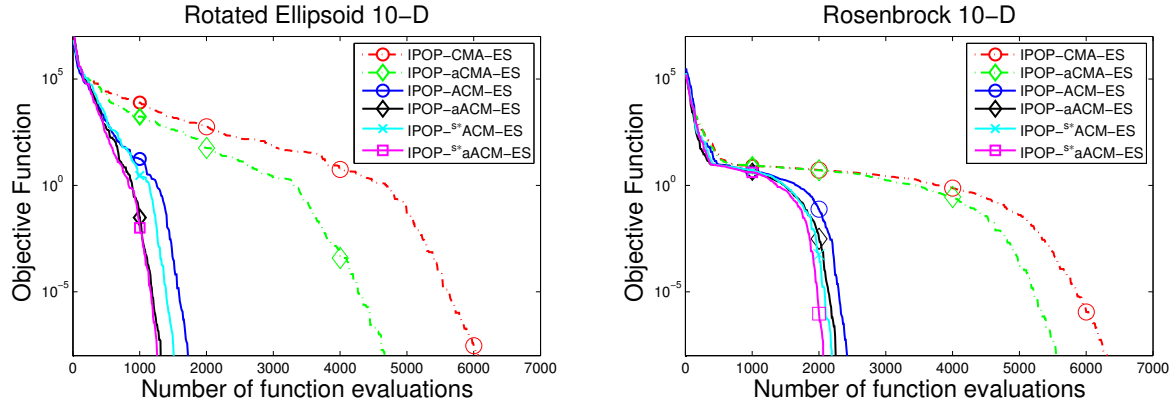 Rotated Ellipsoid 10−D
Objective Function
10^5
10^0
10^−5
IPOP−CMA−ES
IPOP−aCMA−ES
IPOP−ACM−ES
IPOP−aACM−ES
IPOP−^s*ACM−ES
IPOP−^s*aACM−ES
0 1000 2000 3000 4000 5000 6000 7000
Number of function evaluations
Rosenbrock 10−D
Objective Function
10^5
10^0
10^−5
IPOP−CMA−ES
IPOP−aCMA−ES
IPOP−ACM−ES
IPOP−aACM−ES
IPOP−^s*ACM−ES
IPOP−^s*aACM−ES
0 1000 2000 3000 4000 5000 6000 7000
Number of function evaluations